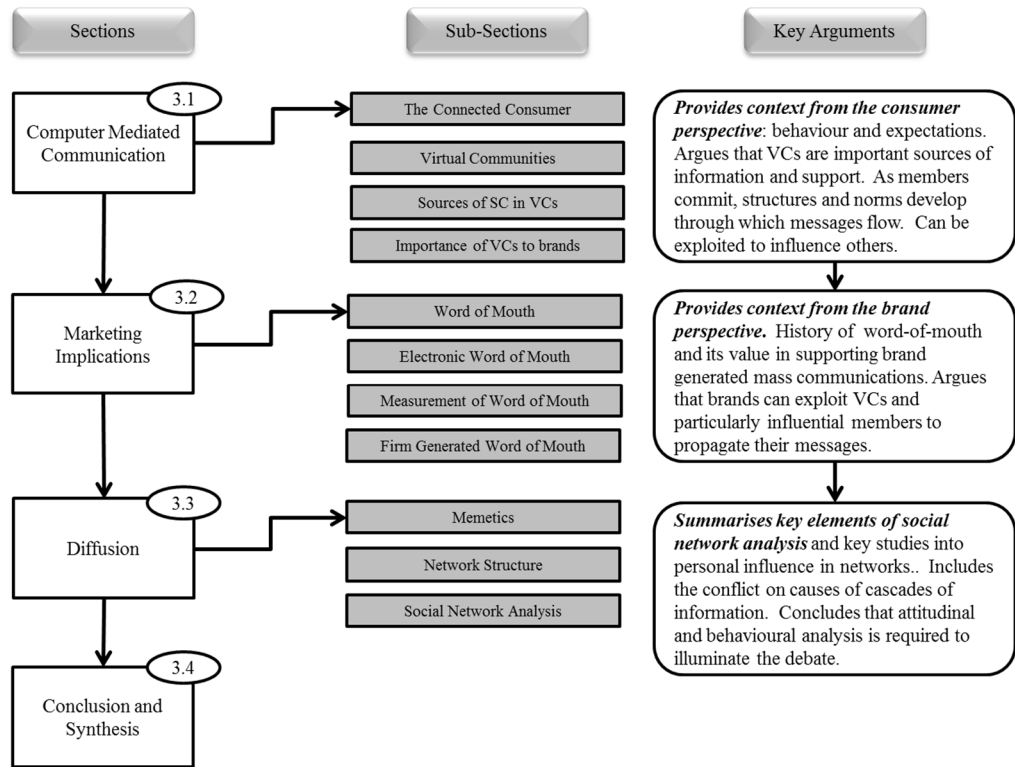 Sections
Sub-Sections
Key Arguments
3.1
Computer Mediated
Communication
The Connected Consumer
Virtual Communities
Sources of SC in VCs
Importance of VCs to brands
Provides context from the consumer
perspective: behaviour and expectations.
Argues that VCs are important sources of
information and support.  As members
commit, structures and norms develop
through which messages flow.  Can be
exploited to influence others.
3.2
Marketing
Implications
Word of Mouth
Electronic Word of Mouth
Measurement of Word of Mouth
Firm Generated Word of Mouth
Provides context from the brand
perspective.  History of word-of-mouth
and its value in supporting brand
generated mass communications. Argues
that brands can exploit VCs and
particularly influential members to
propagate their messages.
3.3
Diffusion
Memetics
Network Structure
Social Network Analysis
Summarises key elements of social
network analysis and key studies into
personal influence in networks..  Includes
the conflict on causes of cascades of
information.  Concludes that attitudinal
and behavioural analysis is required to
illuminate the debate.
3.4
Conclusion and
Synthesis